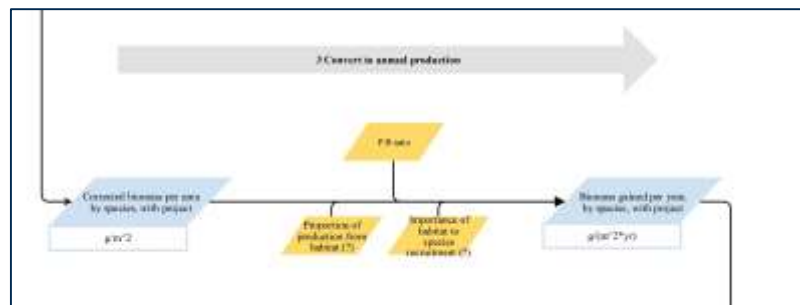 3 Convert to annual production
P:B ratio
Corrected biomass per area
by species, with project
g/m^2
Proportion of
production from
habitat (?)
Importance of
habitat to
species
recruitment (?)
Biomass gained per year,
by species, with project
g/(m^2*yr)